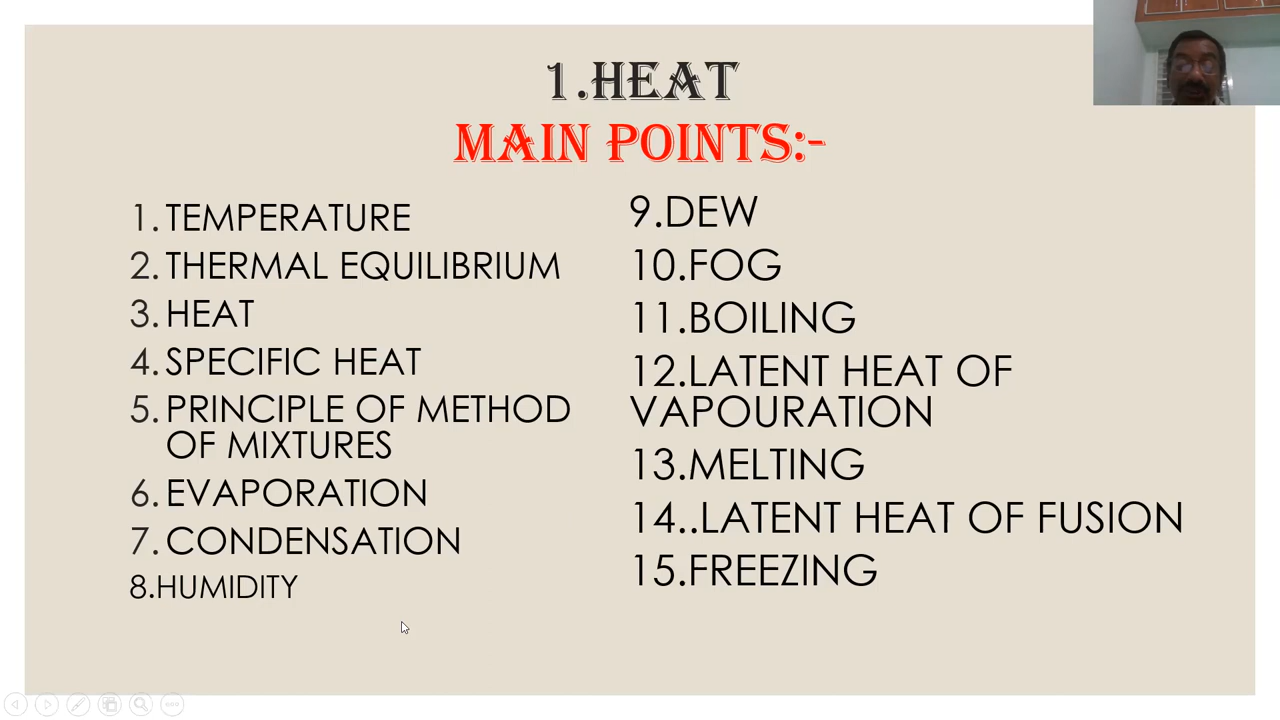 1.HEAT
MAIN POINTS:-
1. TEMPERATURE
2. THERMAL EQUILIBRIUM
3. HEAT
4. SPECIFIC HEAT
5. PRINCIPLE OF METHOD
OF MIXTURES
6. EVAPORATION
7. CONDENSATION
8.HUMIDITY
9.DEW
10.FOG
11.BOILING
12.LATENT HEAT OF
VAPOURATION
13.MELTING
14..LATENT HEAT OF FUSION
15.FREEZING